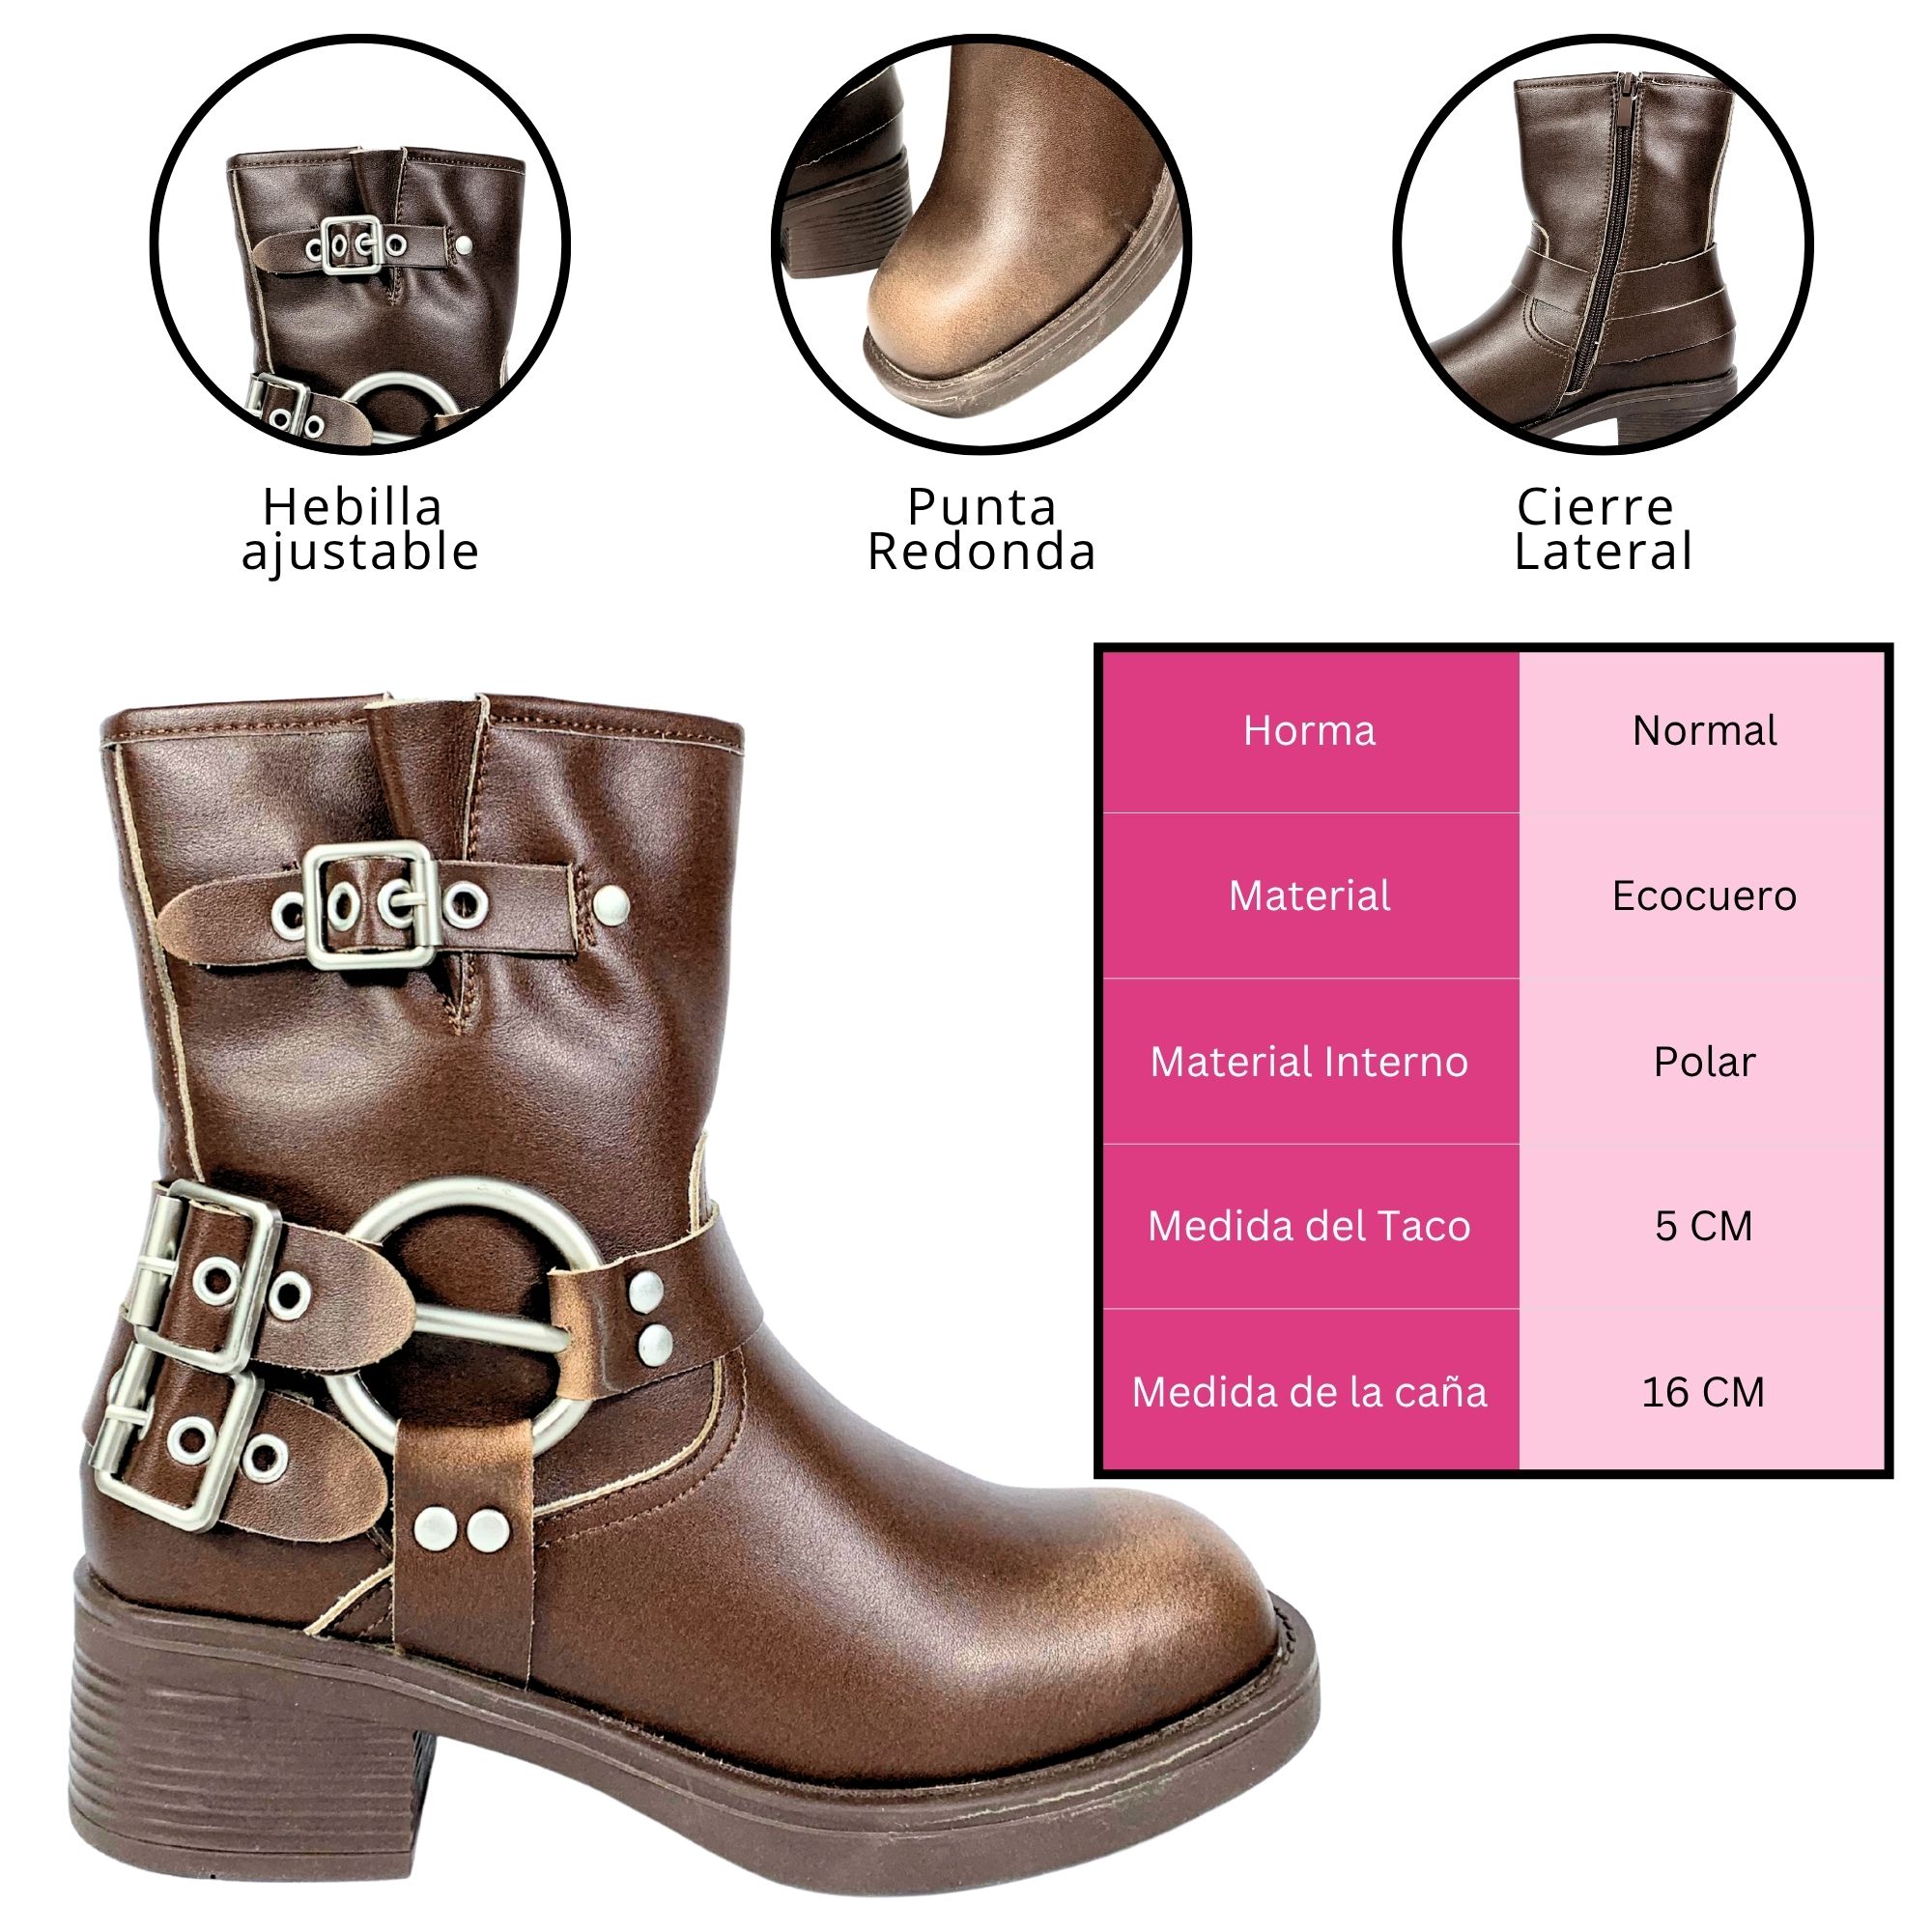 Hebilla
ajustable
Punta
Redonda
Cierre
Lateral
Horma Normal
Material Ecocuero
Material Interno Polar
Medida del Taco 5 CM
Medida de la caña 16 CM